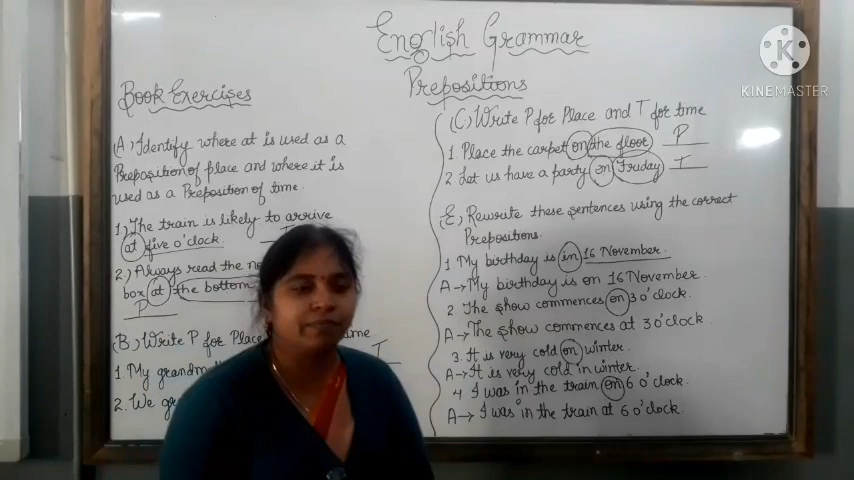 English Grammar
Prepositions
Book Exercises
(A) Identify where at is used as a
Preposition of place and where it is
used as a Preposition of time.
1) The train is likely to arrive
at five o'clock.
2) Always read the
box at the bottom
P
(B) Write P for Place
1. My
T
2. We
(C) Write P for Place and T for time
1. Place the carpet on the floor P
2. Let us have a party on Friday T
(E) Rewrite these sentences using the correct
Prepositions.
1 My birthday is in 16 November.
A → My birthday is on 16 November.
2 The show commences on 3 o'clock.
A → The show commences at 3 o'clock
3. It is very cold on winter.
A → It is very cold in winter.
4 I was in the train on 6 o'clock.
A → I was in the train at 6 o'clock.
K
KINEMASTER